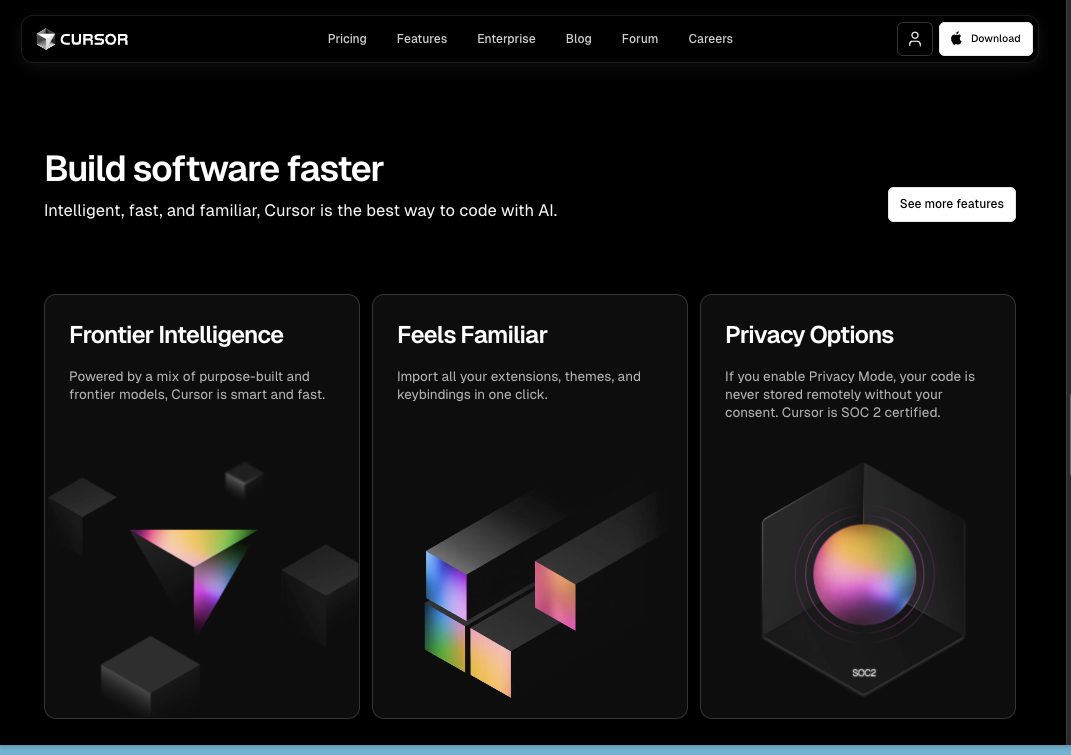 CURSOR
Pricing
Features
Enterprise
Blog
Forum
Careers
Download
Build software faster
Intelligent, fast, and familiar, Cursor is the best way to code with AI.
See more features
Frontier Intelligence
Powered by a mix of purpose-built and
frontier models, Cursor is smart and fast.
Feels Familiar
Import all your extensions, themes, and
keybindings in one click.
Privacy Options
If you enable Privacy Mode, your code is
never stored remotely without your
consent. Cursor is SOC 2 certified.
SOC2